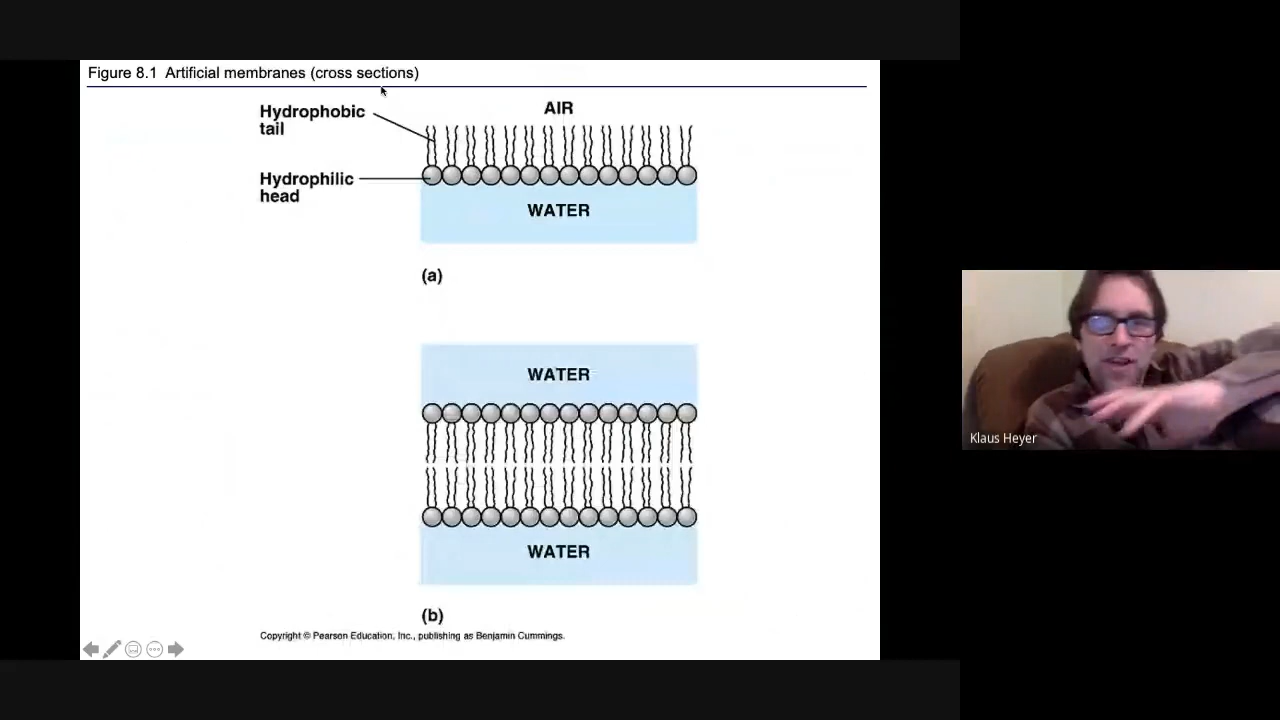 Figure 8.1 Artificial membranes (cross sections)
Hydrophobic
tail
AIR
Hydrophilic
head
WATER
(a)
WATER
WATER
(b)
Copyright © Pearson Education, Inc., publishing as Benjamin Cummings.
Klaus Heyer